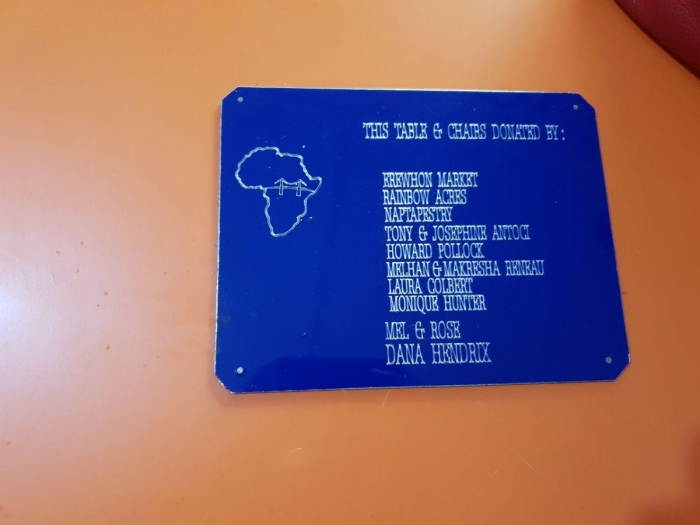 THIS TABLE & CHAIRS DONATED BY :
EREWHON MARKET
RAINBOW ACRES
NAPTAPESTRY
TONY & JOSEPHINE ANTOCI
HOWARD POLLOCK
MELHAN & MAKRESHA RENEAU
LAURA COLBERT
MONIQUE HUNTER
MEL & ROSE
DANA HENDRIX